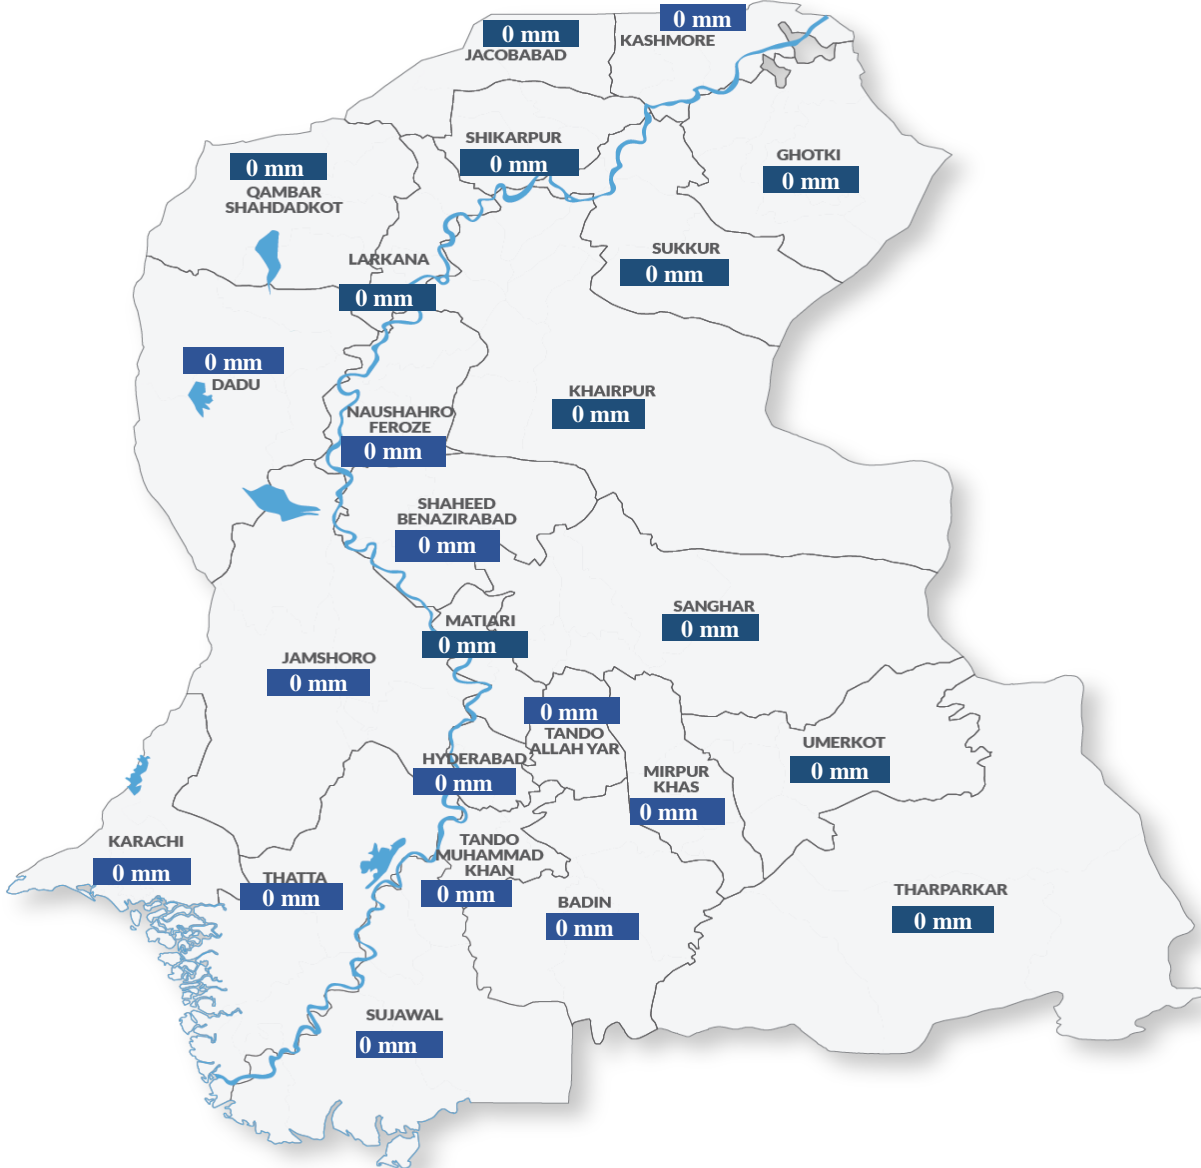 0 mm
KASHMORE
0 mm
JACOBABAD
SHIKARPUR
0 mm
GHOTKI
0 mm
0 mm
QAMBAR
SHAHDADKOT
SUKKUR
0 mm
LARKANA
0 mm
0 mm
DADU
KHAIRPUR
0 mm
NAUSHAHRO
FEROZE
0 mm
SHAHEED
BENAZIRABAD
0 mm
SANGHAR
0 mm
MATIARI
0 mm
JAMSHORO
0 mm
0 mm
TANDO
ALLAH YAR
UMERKOT
0 mm
HYDERABAD
0 mm
MIRPUR
KHAS
0 mm
KARACHI
0 mm
TANDO
MUHAMMAD
KHAN
0 mm
THATTA
0 mm
THARPARKAR
0 mm
BADIN
0 mm
SUJAWAL
0 mm